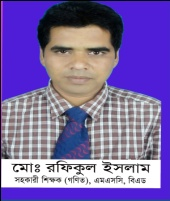 মোঃ রফিকুল ইসলাম
সহকারী শিক্ষক (গণিত), এমএসসি, বিএড